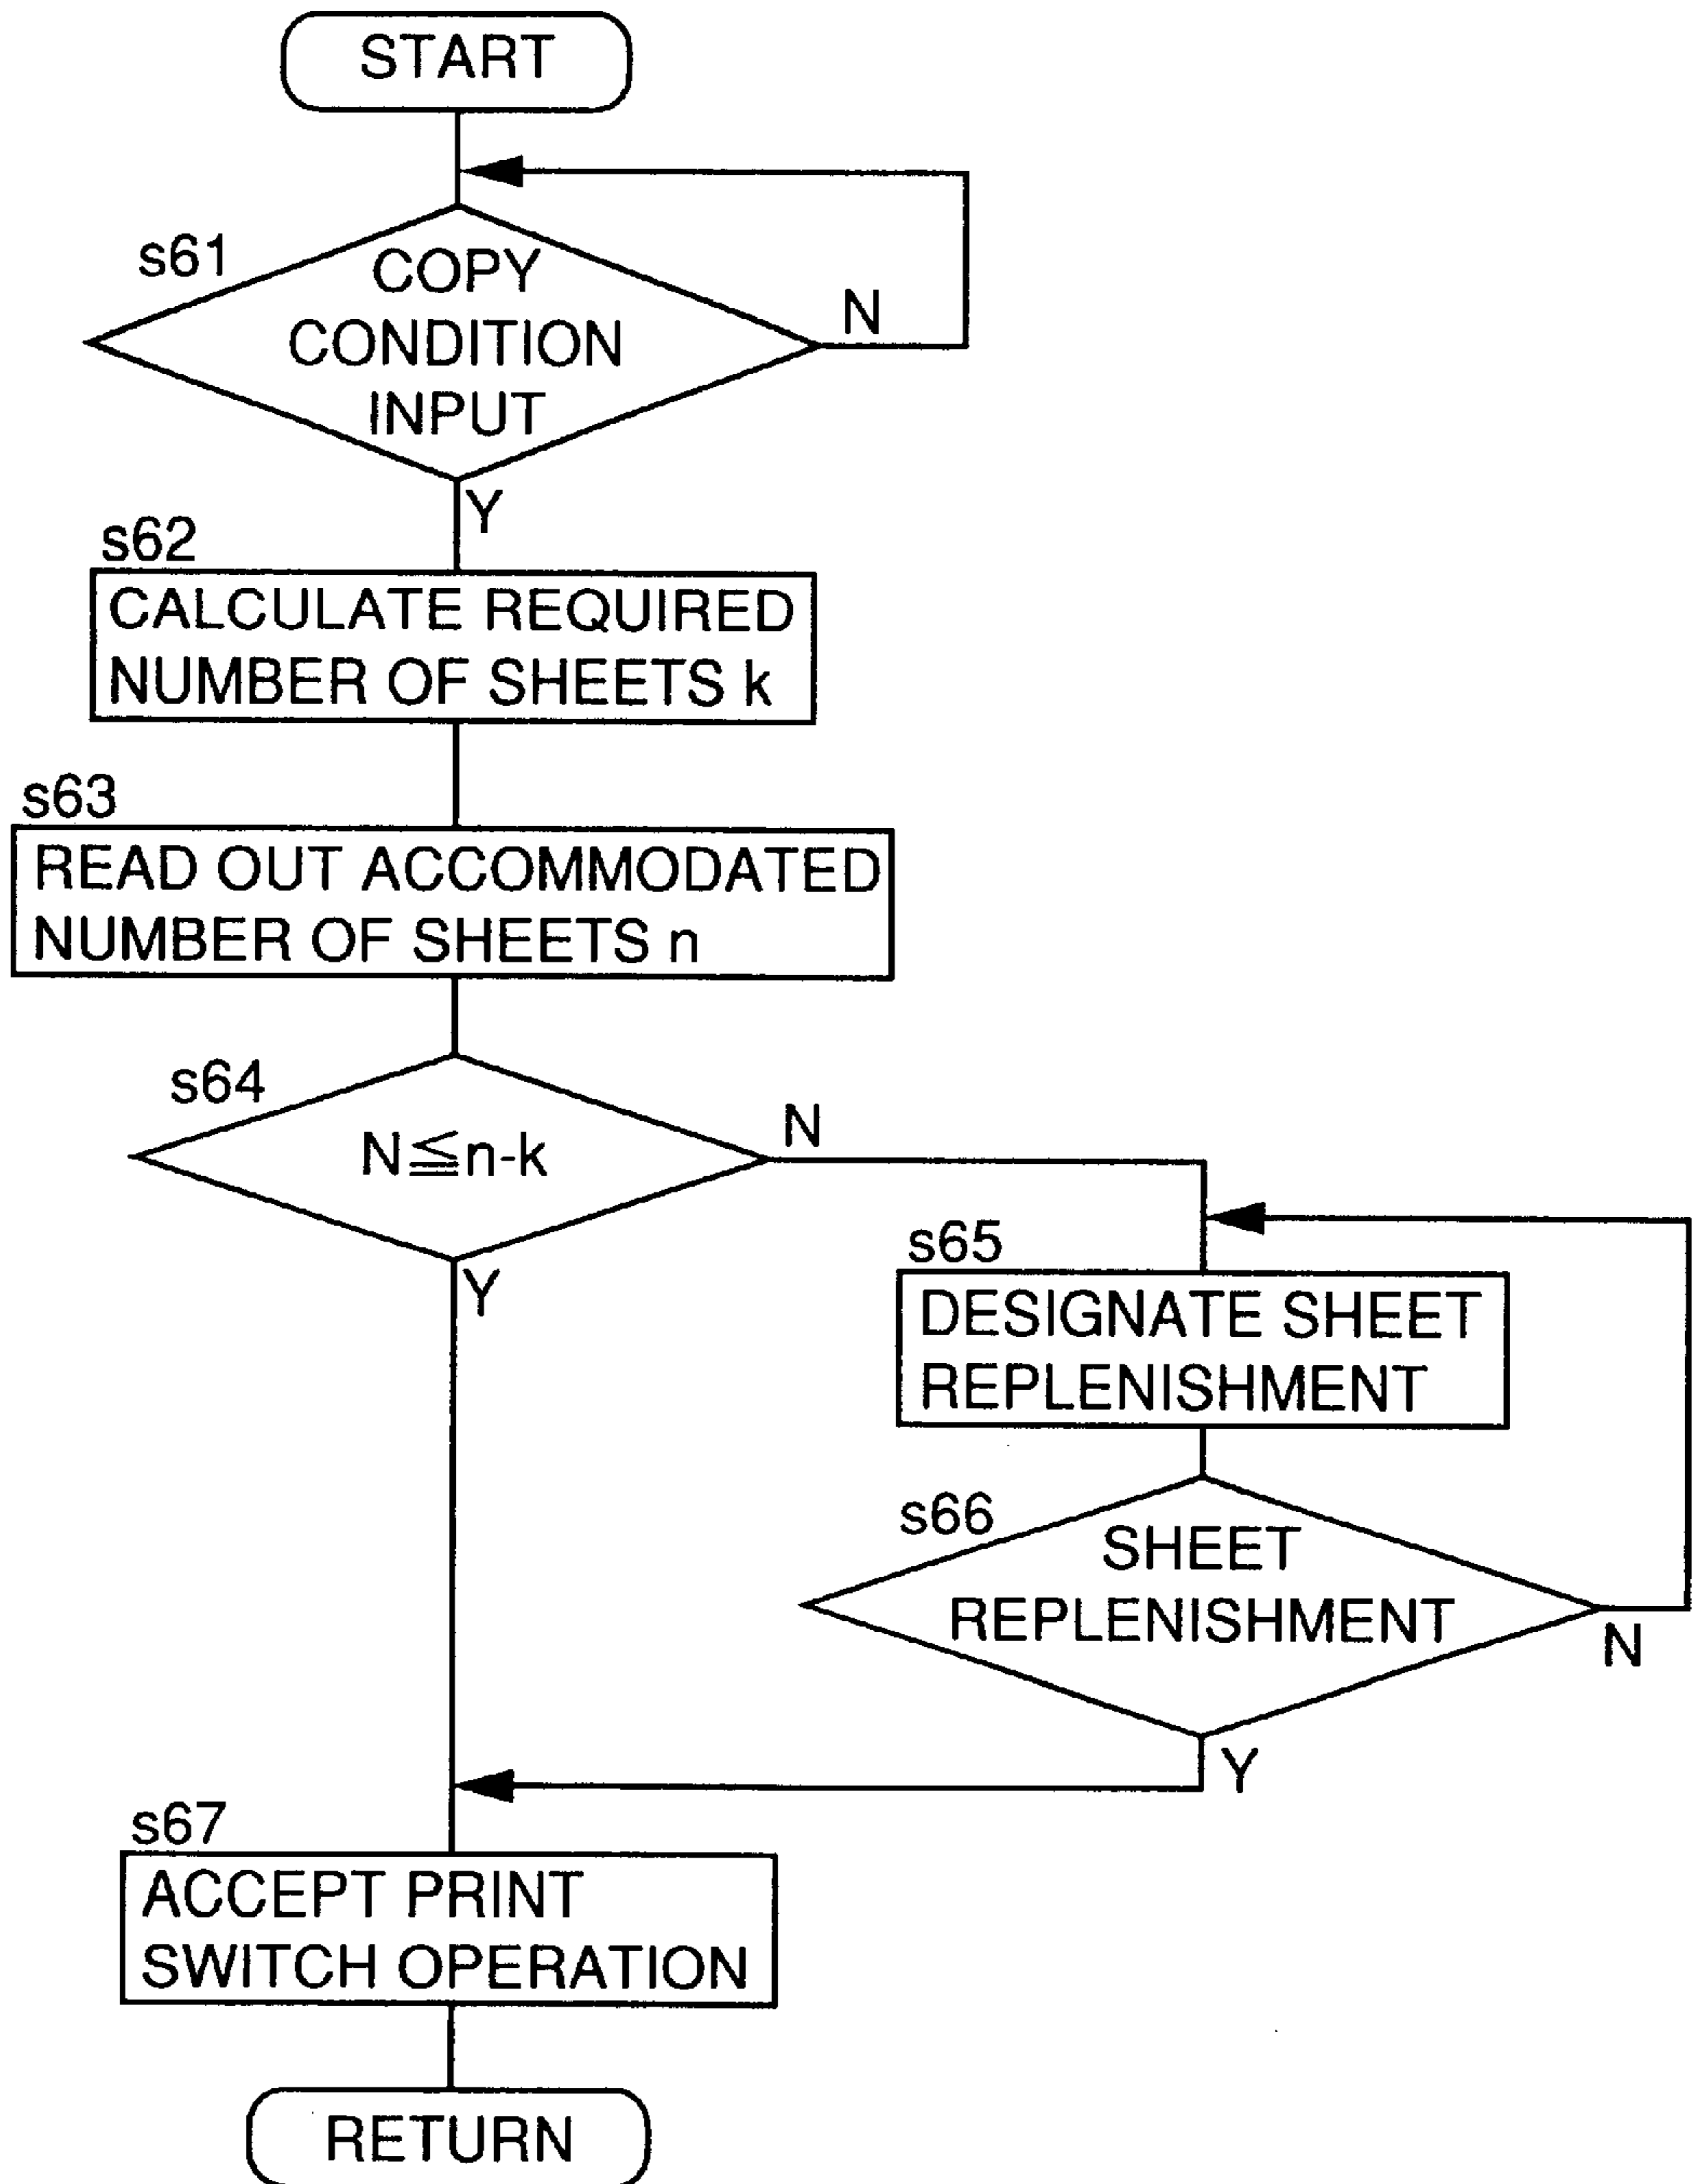 START
s61
COPY
CONDITION
INPUT
N
Y
s62
CALCULATE REQUIRED
NUMBER OF SHEETS k
s63
READ OUT ACCOMMODATED
NUMBER OF SHEETS n
s64
N≦n-k
N
Y
s65
DESIGNATE SHEET
REPLENISHMENT
s66
SHEET
REPLENISHMENT
N
Y
s67
ACCEPT PRINT
SWITCH OPERATION
RETURN